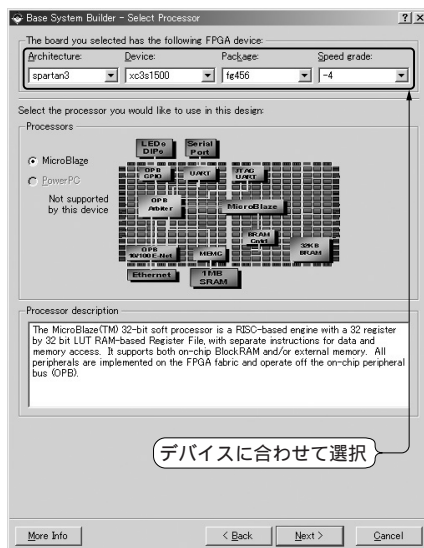 Base System Builder - Select Processor
The board you selected has the following FPGA device:
Architecture: Device: Package: Speed grade:
spartan3 xc3s1500 fg456 -4
Select the processor you would like to use in this design:
Processors
MicroBlaze
PowerPC
Not supported
by this device
LEDs
DIPs
Serial
Port
OPB
GPIO
UART
JTAG
UART
OPB
Arbiter
MicroBlaze
BRAM
Cntrl
32KB
BRAM
OPB
10/100 E-Net
MEMC
Ethernet
1MB
SRAM
Processor description
The MicroBlaze(TM) 32-bit soft processor is a RISC-based engine with a 32 register
by 32 bit LUT RAM-based Register File, with separate instructions for data and
memory access. It supports both on-chip BlockRAM and/or external memory. All
peripherals are implemented on the FPGA fabric and operate off the on-chip peripheral
bus (OPB).
デバイスに合わせて選択
More Info < Back Next > Cancel